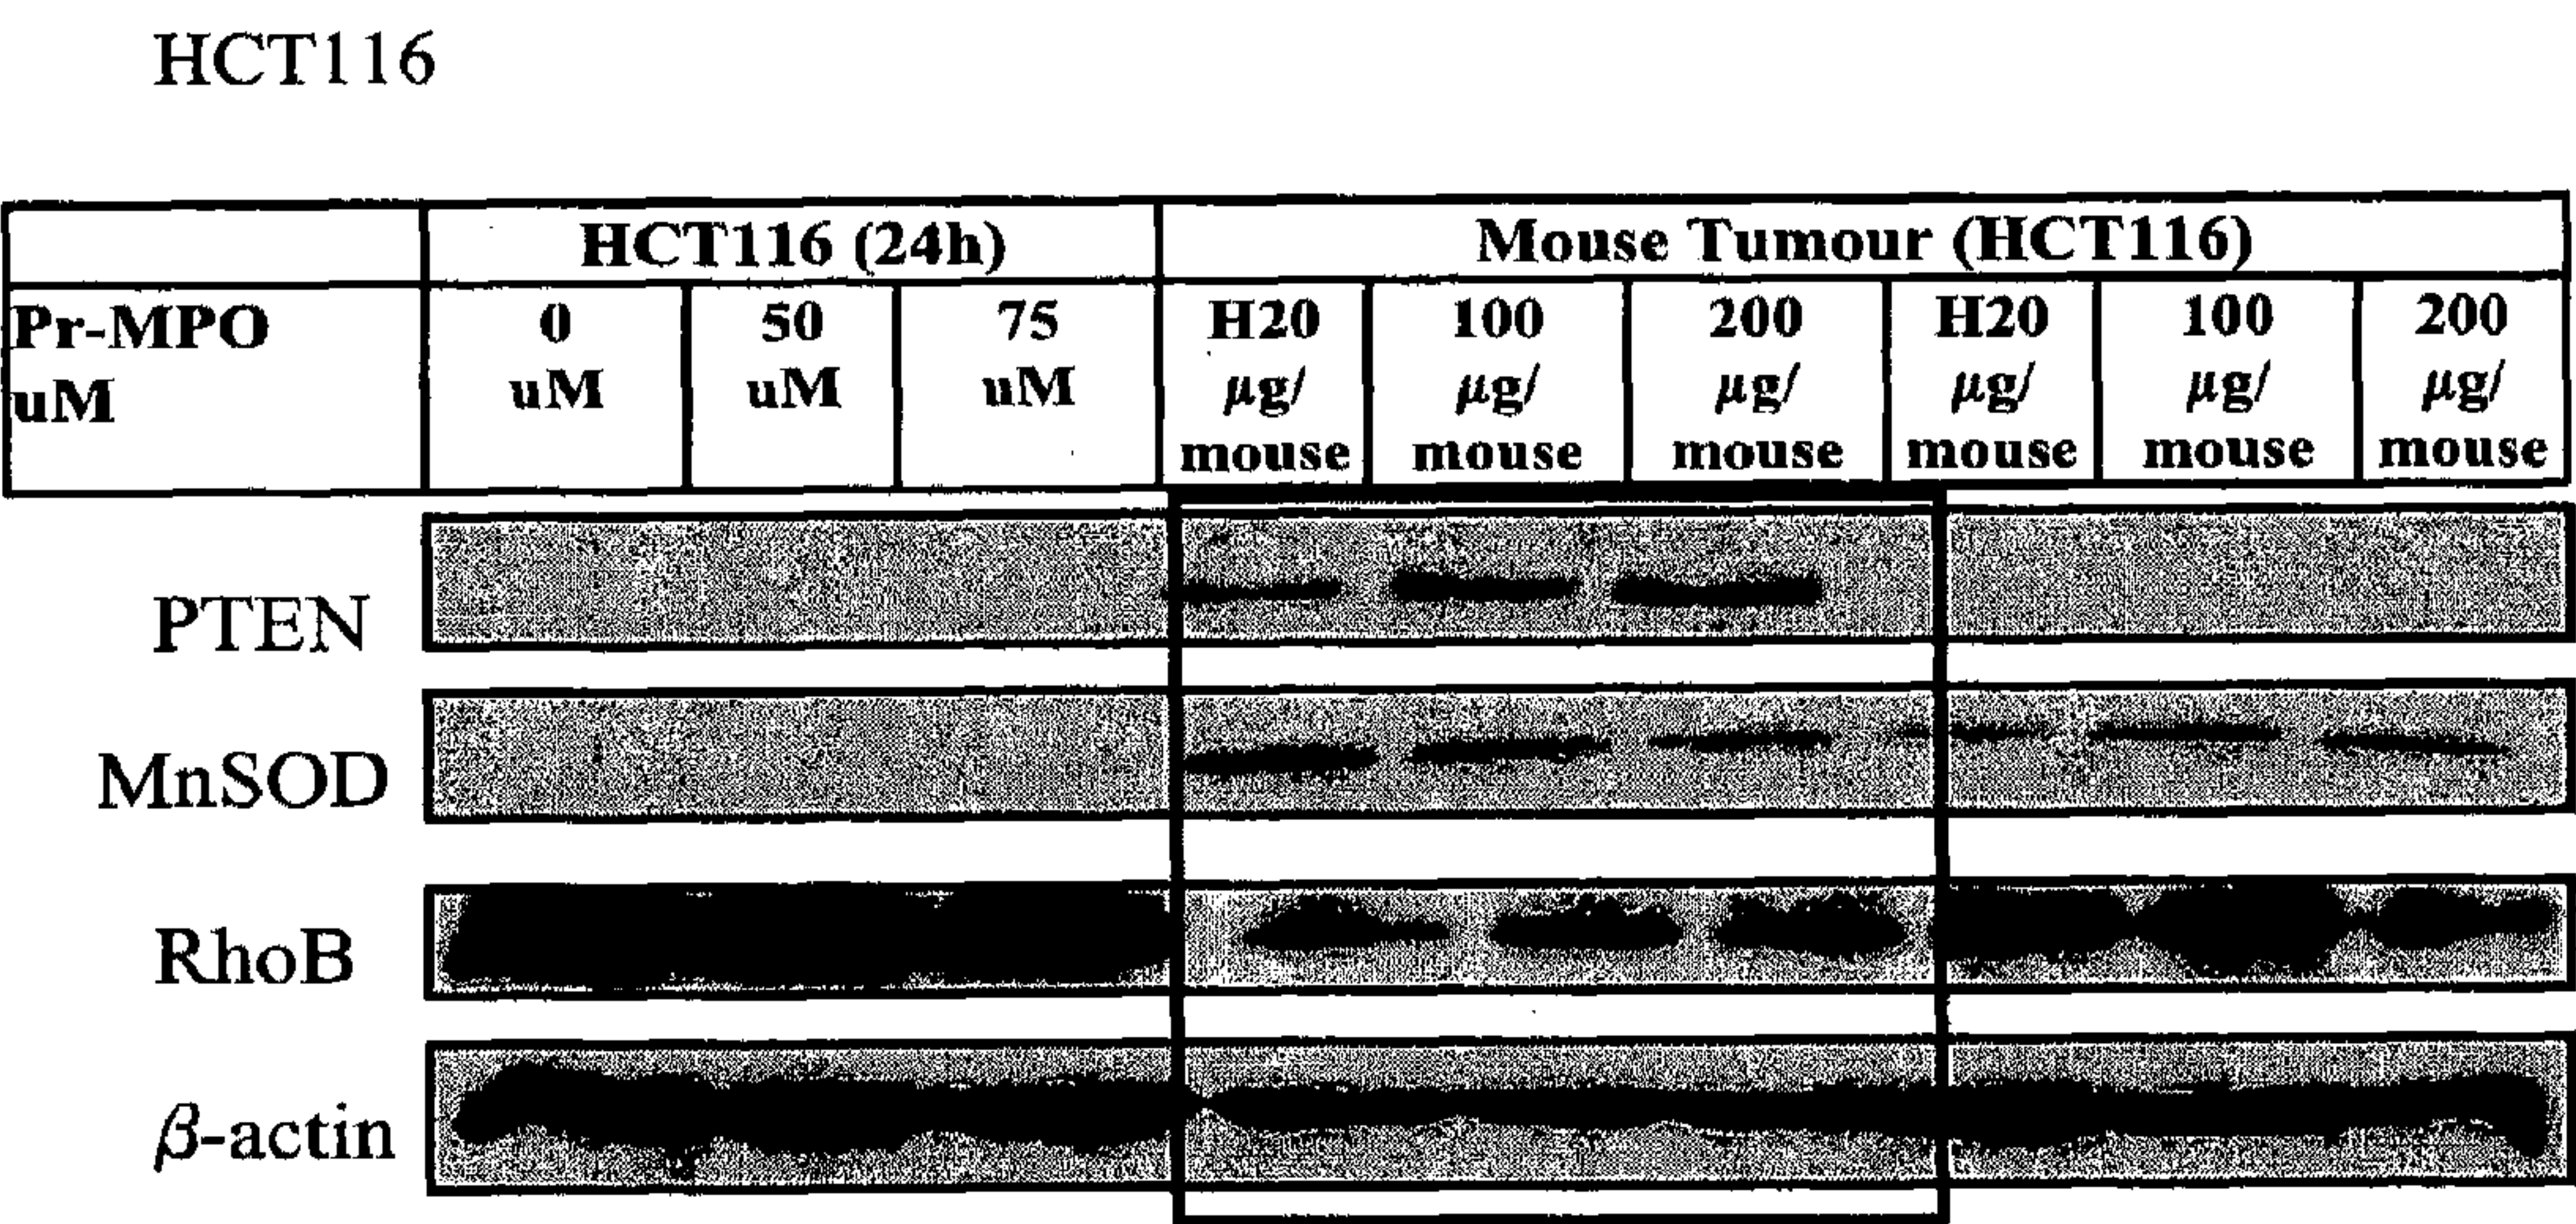 HCT116
HCT116 (24h) Mouse Tumour (HCT116)
Pr-MPO 0 50 75 H20 100 200 H20 100 200
uM uM uM uM µg/ µg/ µg/ µg/ µg/ µg/
mouse mouse mouse mouse mouse mouse
PTEN
MnSOD
RhoB
β-actin